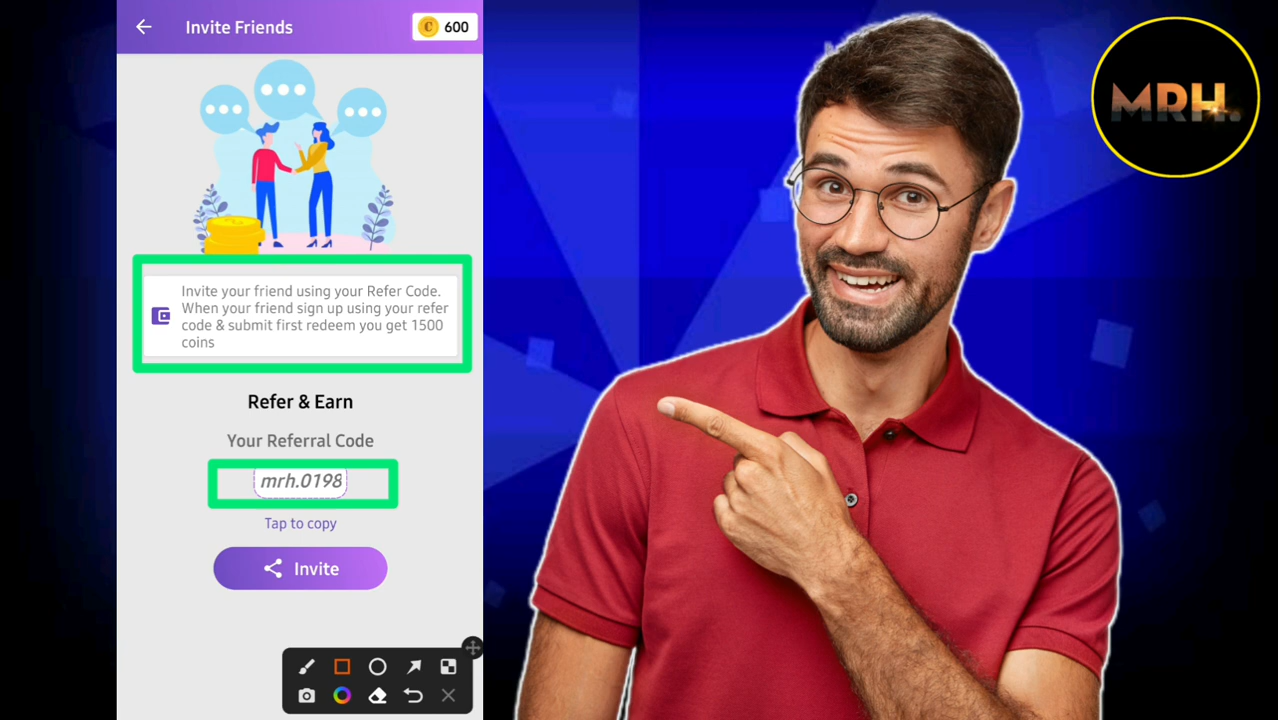 Invite Friends
600
Invite your friend using your Refer Code.
When your friend sign up using your refer
code & submit first redeem you get 1500
coins
Refer & Earn
Your Referral Code
mrh.0198
Tap to copy
Invite
MRH.